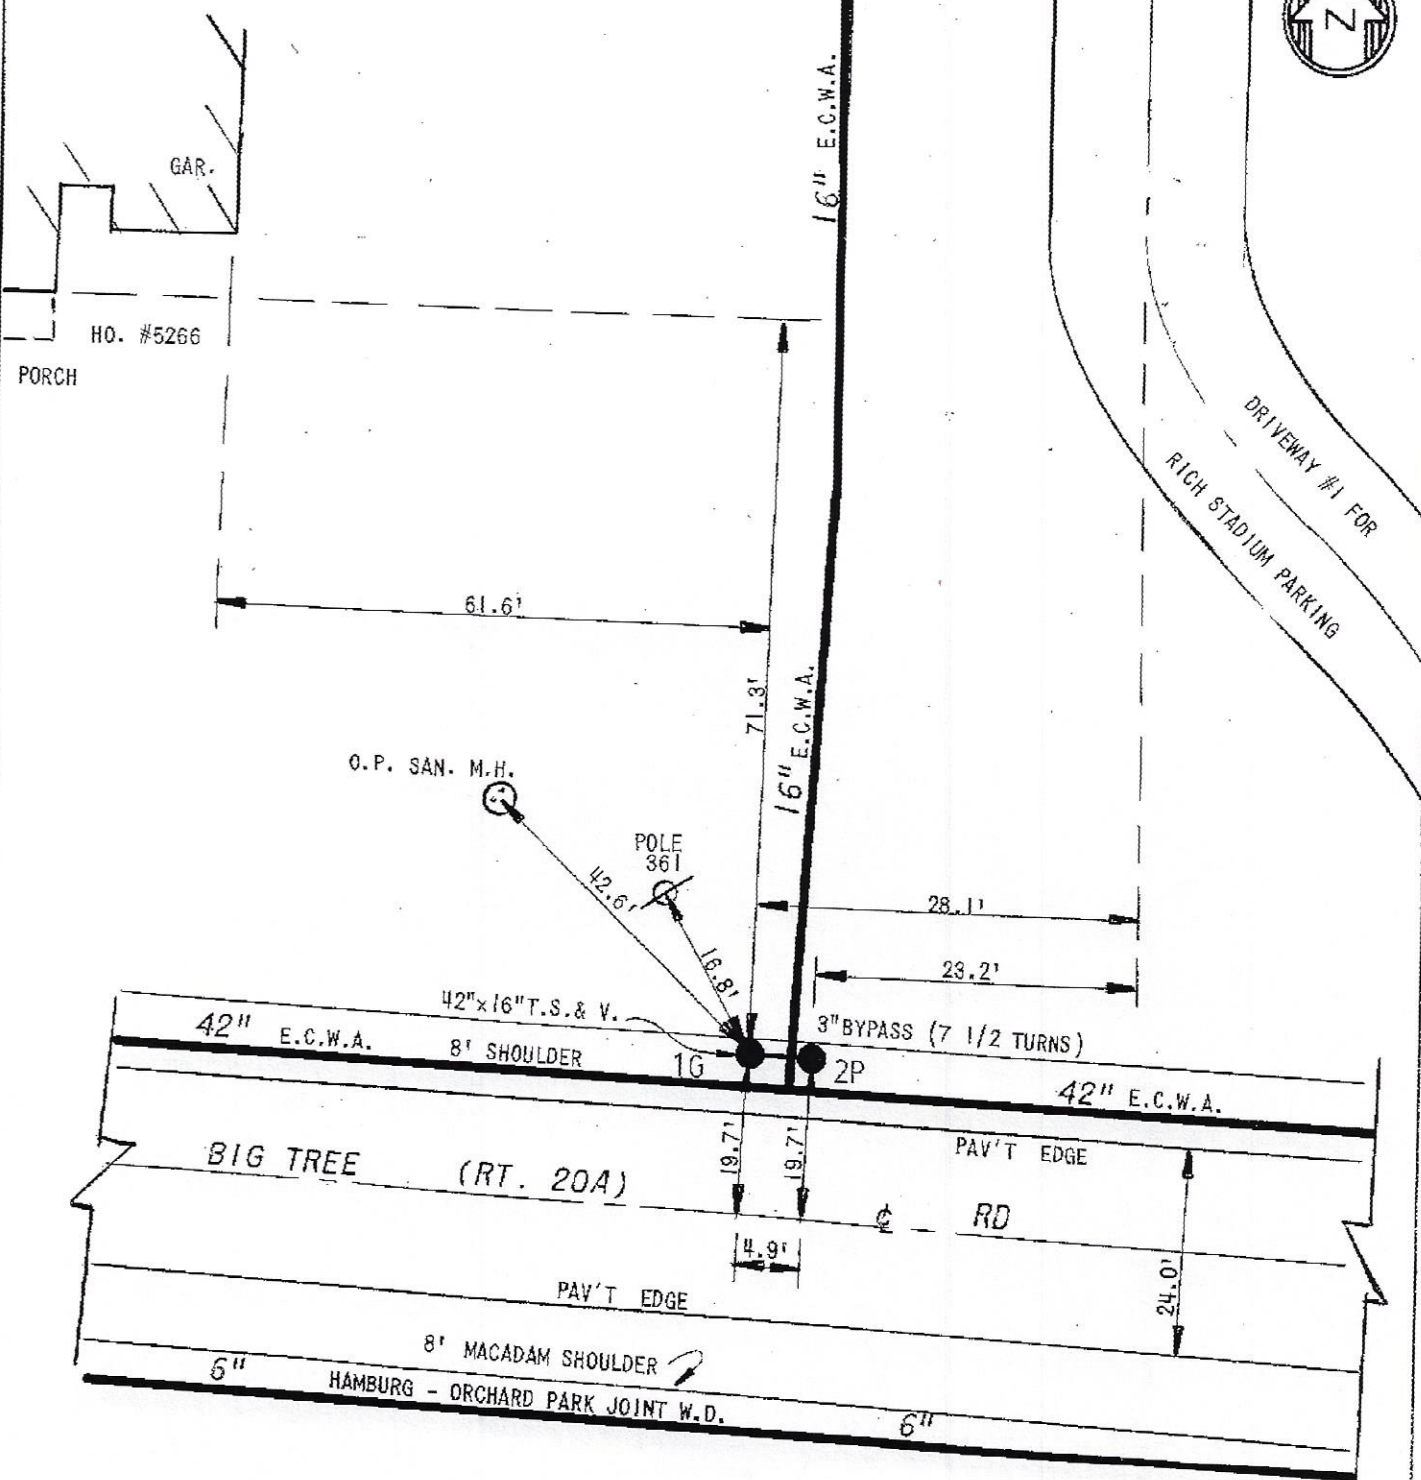 N
16" E.C.W.A.
GAR.
HO. #5266
PORCH
DRIVEWAY #1 FOR
RICH STADIUM PARKING
61.6'
71.3'
16" E.C.W.A.
O.P. SAN. M.H.
POLE
361
42.6'
28.1'
16.8'
23.2'
42"x16"T.S.& V.
3"BYPASS (7 1/2 TURNS)
42" E.C.W.A.
8' SHOULDER
1G
2P
42" E.C.W.A.
PAV'T EDGE
19.7'
19.7'
BIG TREE (RT. 20A)
℄ RD
4.9'
24.0'
PAV'T EDGE
8' MACADAM SHOULDER
6"
HAMBURG - ORCHARD PARK JOINT W.D.
6"